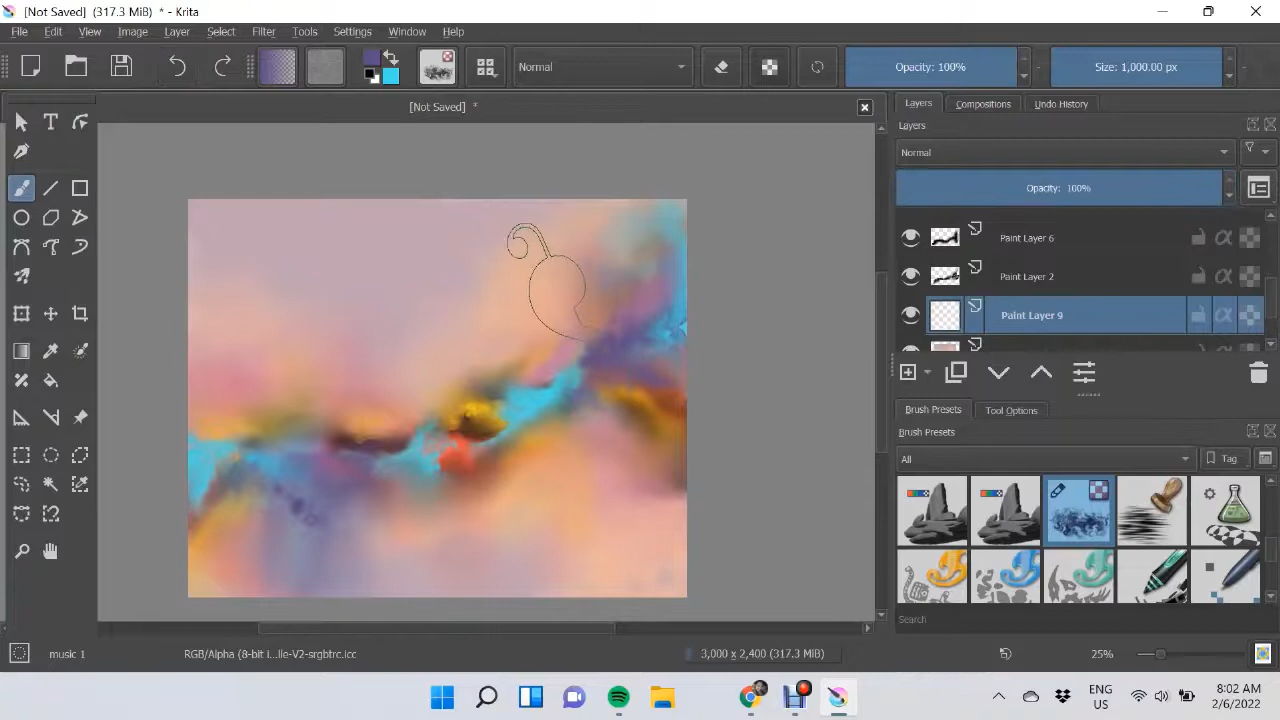 [Not Saved] (317.3 MiB) * - Krita
File Edit View Image Layer Select Filter Tools Settings Window Help
Normal
Opacity: 100%
Size: 1,000.00 px
[Not Saved] *
Layers Compositions Undo History
Layers
Normal
Opacity: 100%
Paint Layer 6
Paint Layer 2
Paint Layer 9
Brush Presets Tool Options
Brush Presets
All
Tag
Search
music 1
RGB/Alpha (8-bit i...lle-V2-srgbtrc.icc
3,000 x 2,400 (317.3 MiB)
25%
ENG
US
8:02 AM
2/6/2022